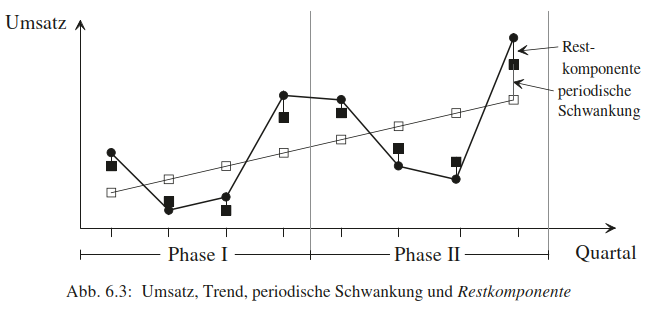 Umsatz
Rest-
komponente
periodische
Schwankung
Phase I
Phase II
Quartal
Abb. 6.3: Umsatz, Trend, periodische Schwankung und Restkomponente